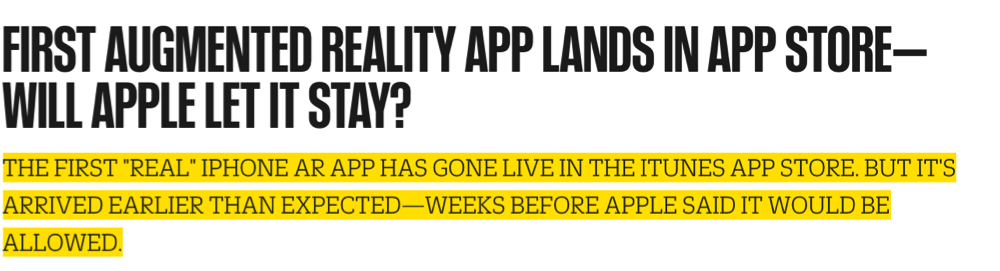 FIRST AUGMENTED REALITY APP LANDS IN APP STORE—
WILL APPLE LET IT STAY?
THE FIRST "REAL" IPHONE AR APP HAS GONE LIVE IN THE ITUNES APP STORE. BUT IT'S
ARRIVED EARLIER THAN EXPECTED—WEEKS BEFORE APPLE SAID IT WOULD BE
ALLOWED.